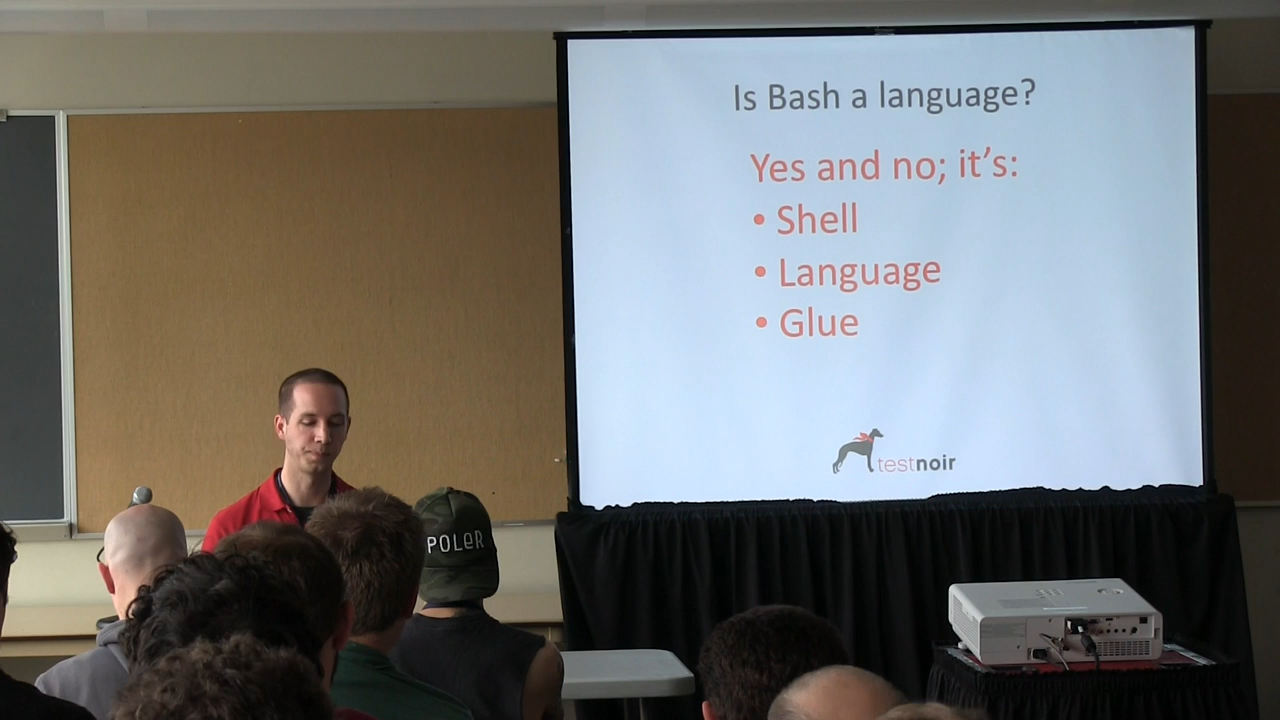 Is Bash a language?
Yes and no; it's:
• Shell
• Language
• Glue
testnoir
POLeR